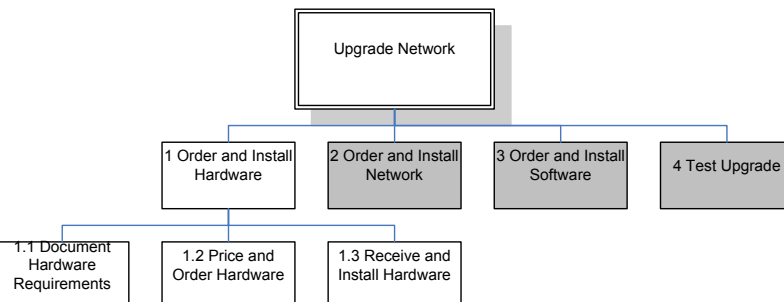 Upgrade Network
1 Order and Install
Hardware
2 Order and Install
Network
3 Order and Install
Software
4 Test Upgrade
1.1 Document
Hardware
Requirements
1.2 Price and
Order Hardware
1.3 Receive and
Install Hardware